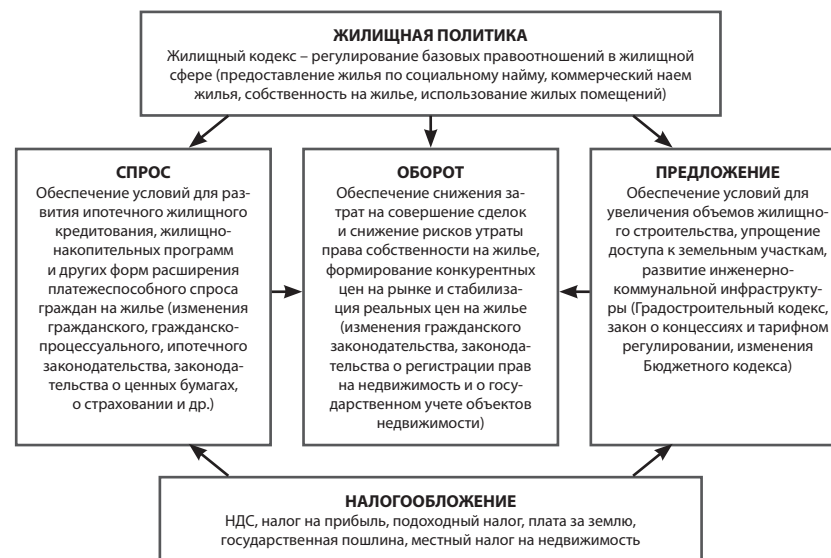 ЖИЛИЩНАЯ ПОЛИТИКА
Жилищный кодекс – регулирование базовых правоотношений в жилищной
сфере (предоставление жилья по социальному найму, коммерческий наем
жилья, собственность на жилье, использование жилых помещений)
СПРОС
Обеспечение условий для раз-
вития ипотечного жилищного
кредитования, жилищно-
накопительных программ
и других форм расширения
платежеспособного спроса
граждан на жилье (изменения
гражданского, гражданско-
процессуального, ипотечного
законодательства, законода-
тельства о ценных бумагах,
о страховании и др.)
ОБОРОТ
Обеспечение снижения за-
трат на совершение сделок
и снижение рисков утраты
права собственности на жилье,
формирование конкурентных
цен на рынке и стабилиза-
ция реальных цен на жилье
(изменения гражданского
законодательства, законода-
тельства о регистрации прав
на недвижимость и о госу-
дарственном учете объектов
недвижимости)
ПРЕДЛОЖЕНИЕ
Обеспечение условий для
увеличения объемов жилищно-
го строительства, упрощение
доступа к земельным участкам,
развитие инженерно-
коммунальной инфраструкту-
ры (Градостроительный кодекс,
закон о концессиях и тарифном
регулировании, изменения
Бюджетного кодекса)
НАЛОГООБЛОЖЕНИЕ
НДС, налог на прибыль, подоходный налог, плата за землю,
государственная пошлина, местный налог на недвижимость